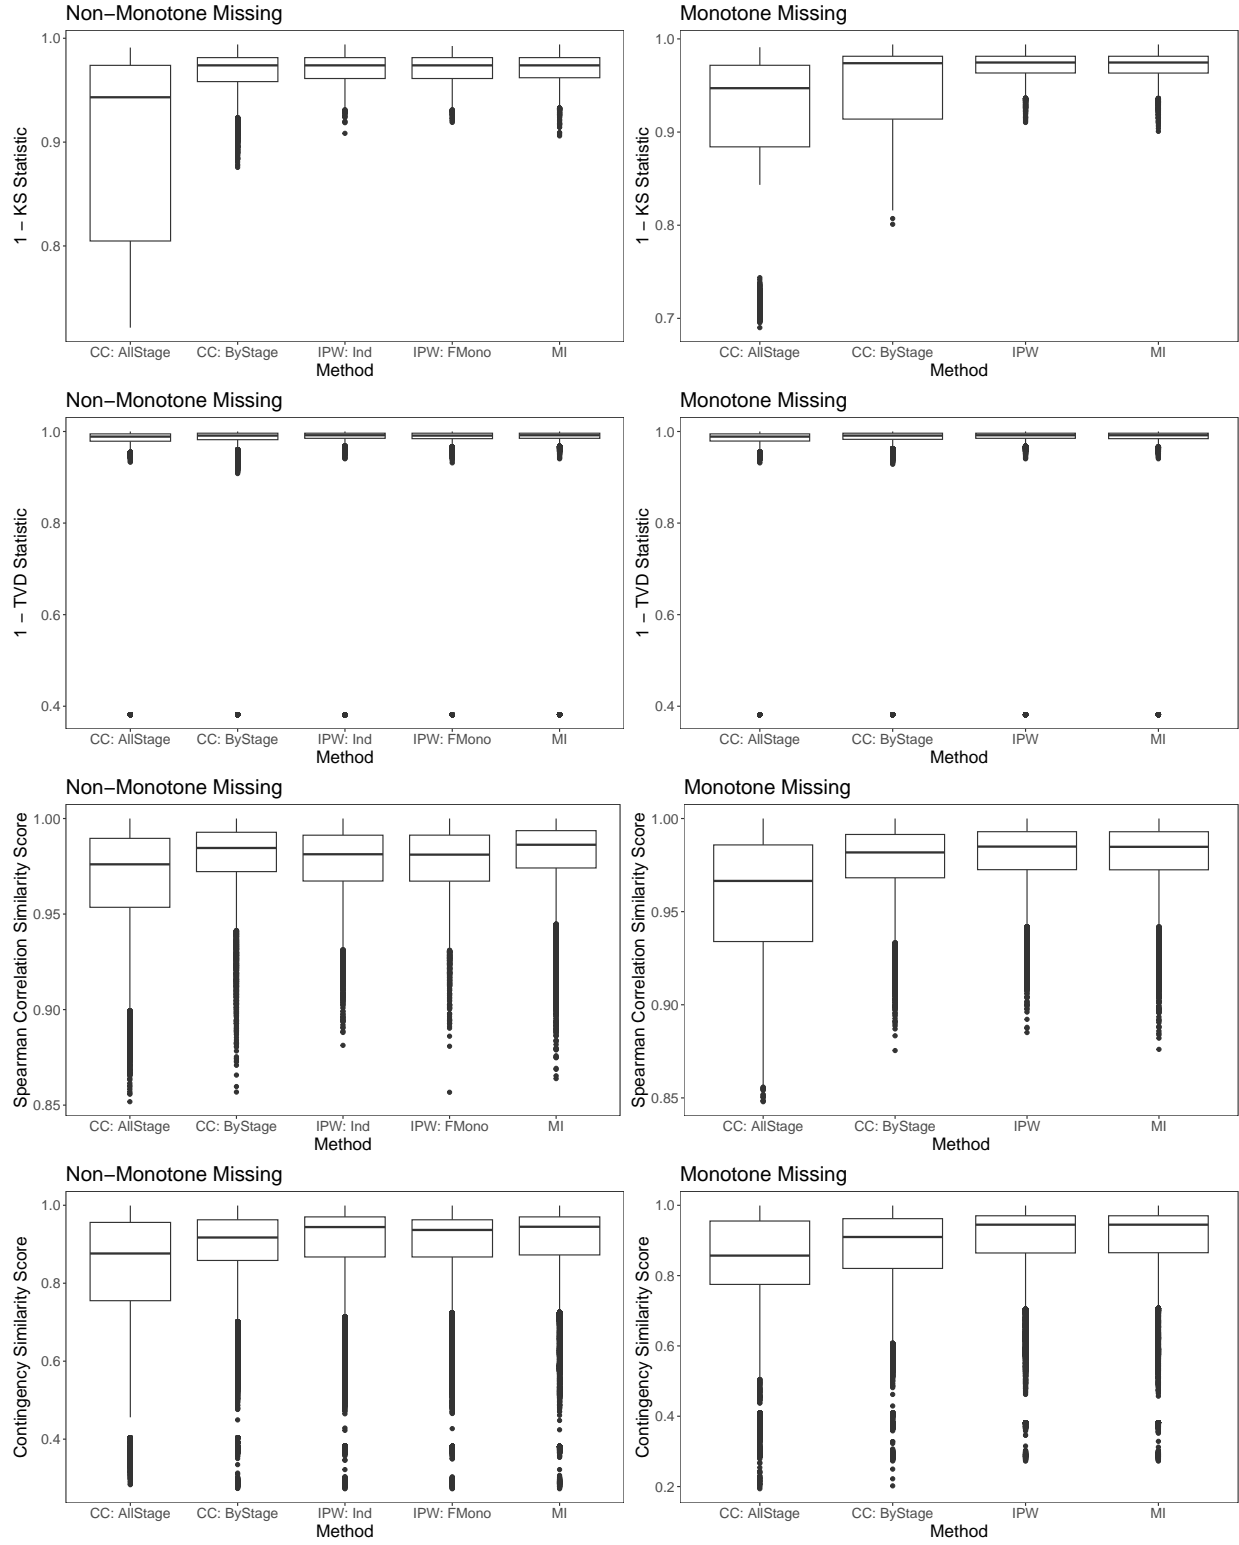 Non−Monotone Missing
1 − KS Statistic
1.0
0.9
0.8
CC: AllStage CC: ByStage IPW: Ind IPW: FMono MI
Method
Monotone Missing
1 − KS Statistic
1.0
0.9
0.8
0.7
CC: AllStage CC: ByStage IPW MI
Method
Non−Monotone Missing
1 − TVD Statistic
1.0
0.8
0.6
0.4
CC: AllStage CC: ByStage IPW: Ind IPW: FMono MI
Method
Monotone Missing
1 − TVD Statistic
1.0
0.8
0.6
0.4
CC: AllStage CC: ByStage IPW MI
Method
Non−Monotone Missing
Spearman Correlation Similarity Score
1.00
0.95
0.90
0.85
CC: AllStage CC: ByStage IPW: Ind IPW: FMono MI
Method
Monotone Missing
Spearman Correlation Similarity Score
1.00
0.95
0.90
0.85
CC: AllStage CC: ByStage IPW MI
Method
Non−Monotone Missing
Contingency Similarity Score
1.0
0.8
0.6
0.4
CC: AllStage CC: ByStage IPW: Ind IPW: FMono MI
Method
Monotone Missing
Contingency Similarity Score
1.0
0.8
0.6
0.4
0.2
CC: AllStage CC: ByStage IPW MI
Method